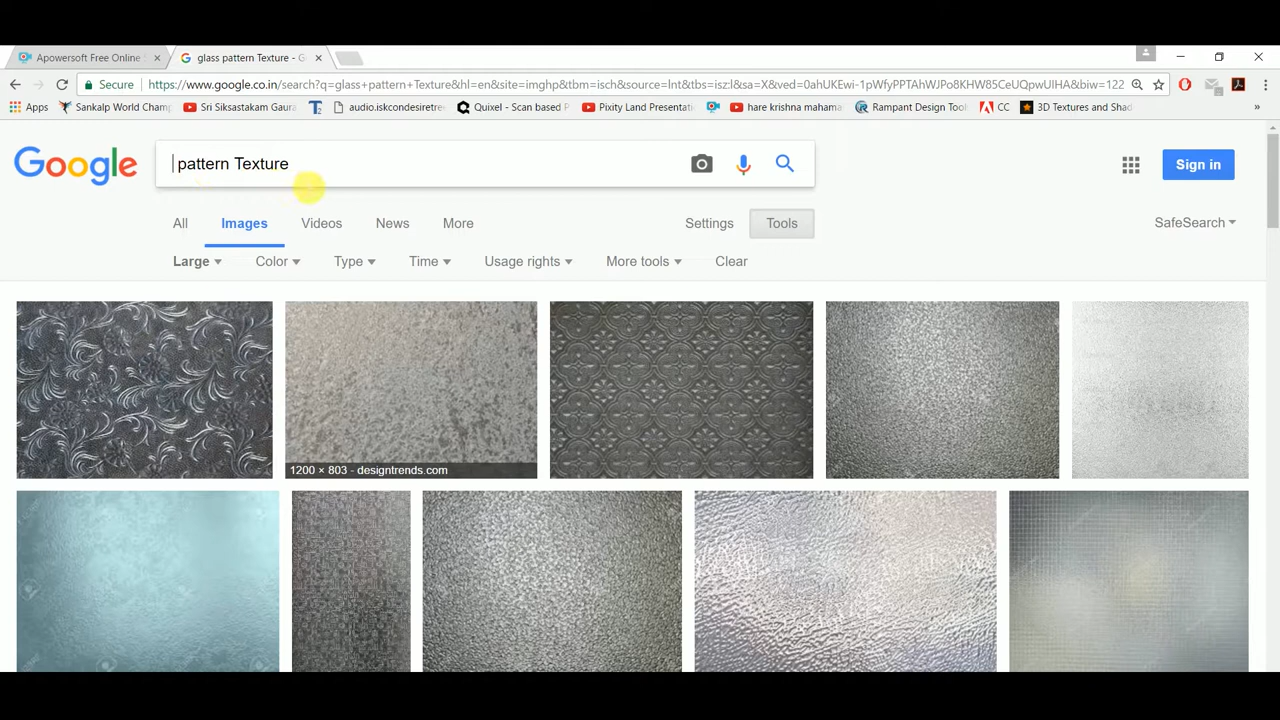 Apowersoft Free Online
glass pattern Texture - G
Secure
https://www.google.co.in/search?q=glass+pattern+Texture&hl=en&site=imghp&tbm=isch&source=lnt&tbs=isz:l&sa=X&ved=0ahUKEwi-1pWfyPPTAhWJPo8KHW85CeUQpwUIHA&biw=122
Apps
Sankalp World Cham
Sri Siksastakam Gaura
audio.iskcondesiretre
Quixel - Scan based P
Pixity Land Presentati
hare krishna mahama
Rampant Design Tool
CC
3D Textures and Shad
»
Google
pattern Texture
Sign in
All
Images
Videos
News
More
Settings
Tools
SafeSearch
Large
Color
Type
Time
Usage rights
More tools
Clear
1200 × 803 - designtrends.com